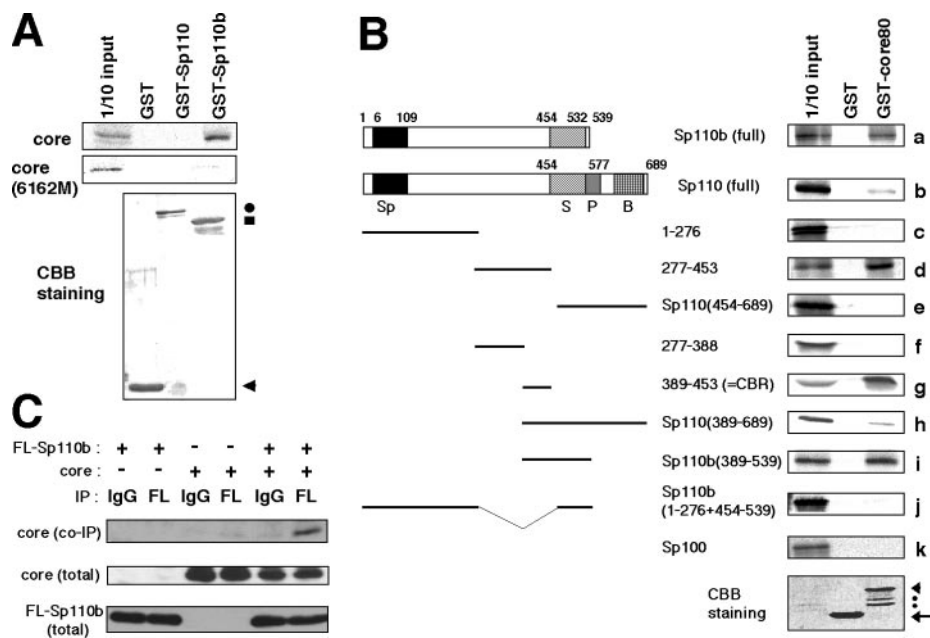 A
1/10 input
GST
GST-Sp110
GST-Sp110b
core
core
(6162M)
CBB
staining
B
1/10 input
GST
GST-core80
1 6 109 454 532 539
Sp110b (full)
a
454 577 689
Sp110 (full)
b
Sp S P B
1-276
c
277-453
d
Sp110(454-689)
e
277-388
f
389-453 (=CBR)
g
Sp110(389-689)
h
Sp110b(389-539)
i
Sp110b
(1-276+454-539)
j
Sp100
k
CBB
staining
C
FL-Sp110b : + + - - + +
core : - - + + + +
IP : IgG FL IgG FL IgG FL
core (co-IP)
core (total)
FL-Sp110b
(total)